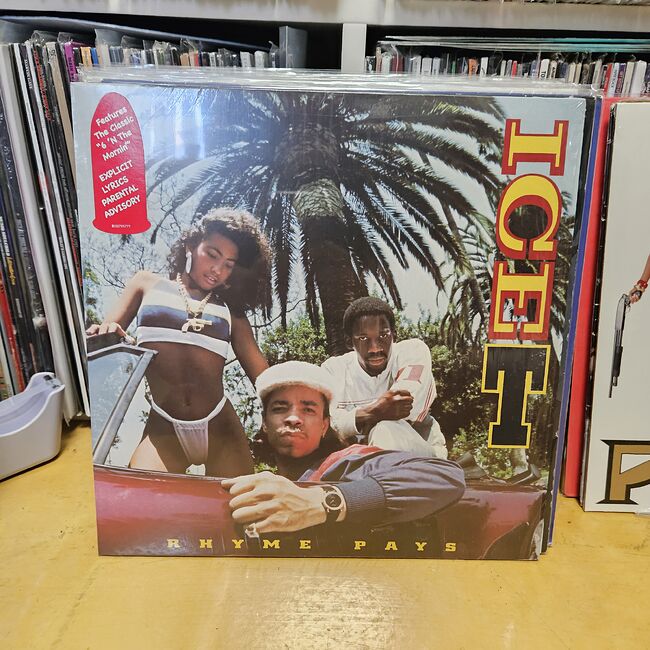 Features
The Classic
"6 'N The
Mornin"
EXPLICIT
LYRICS
PARENTAL
ADVISORY
ICE T
RHYME PAYS